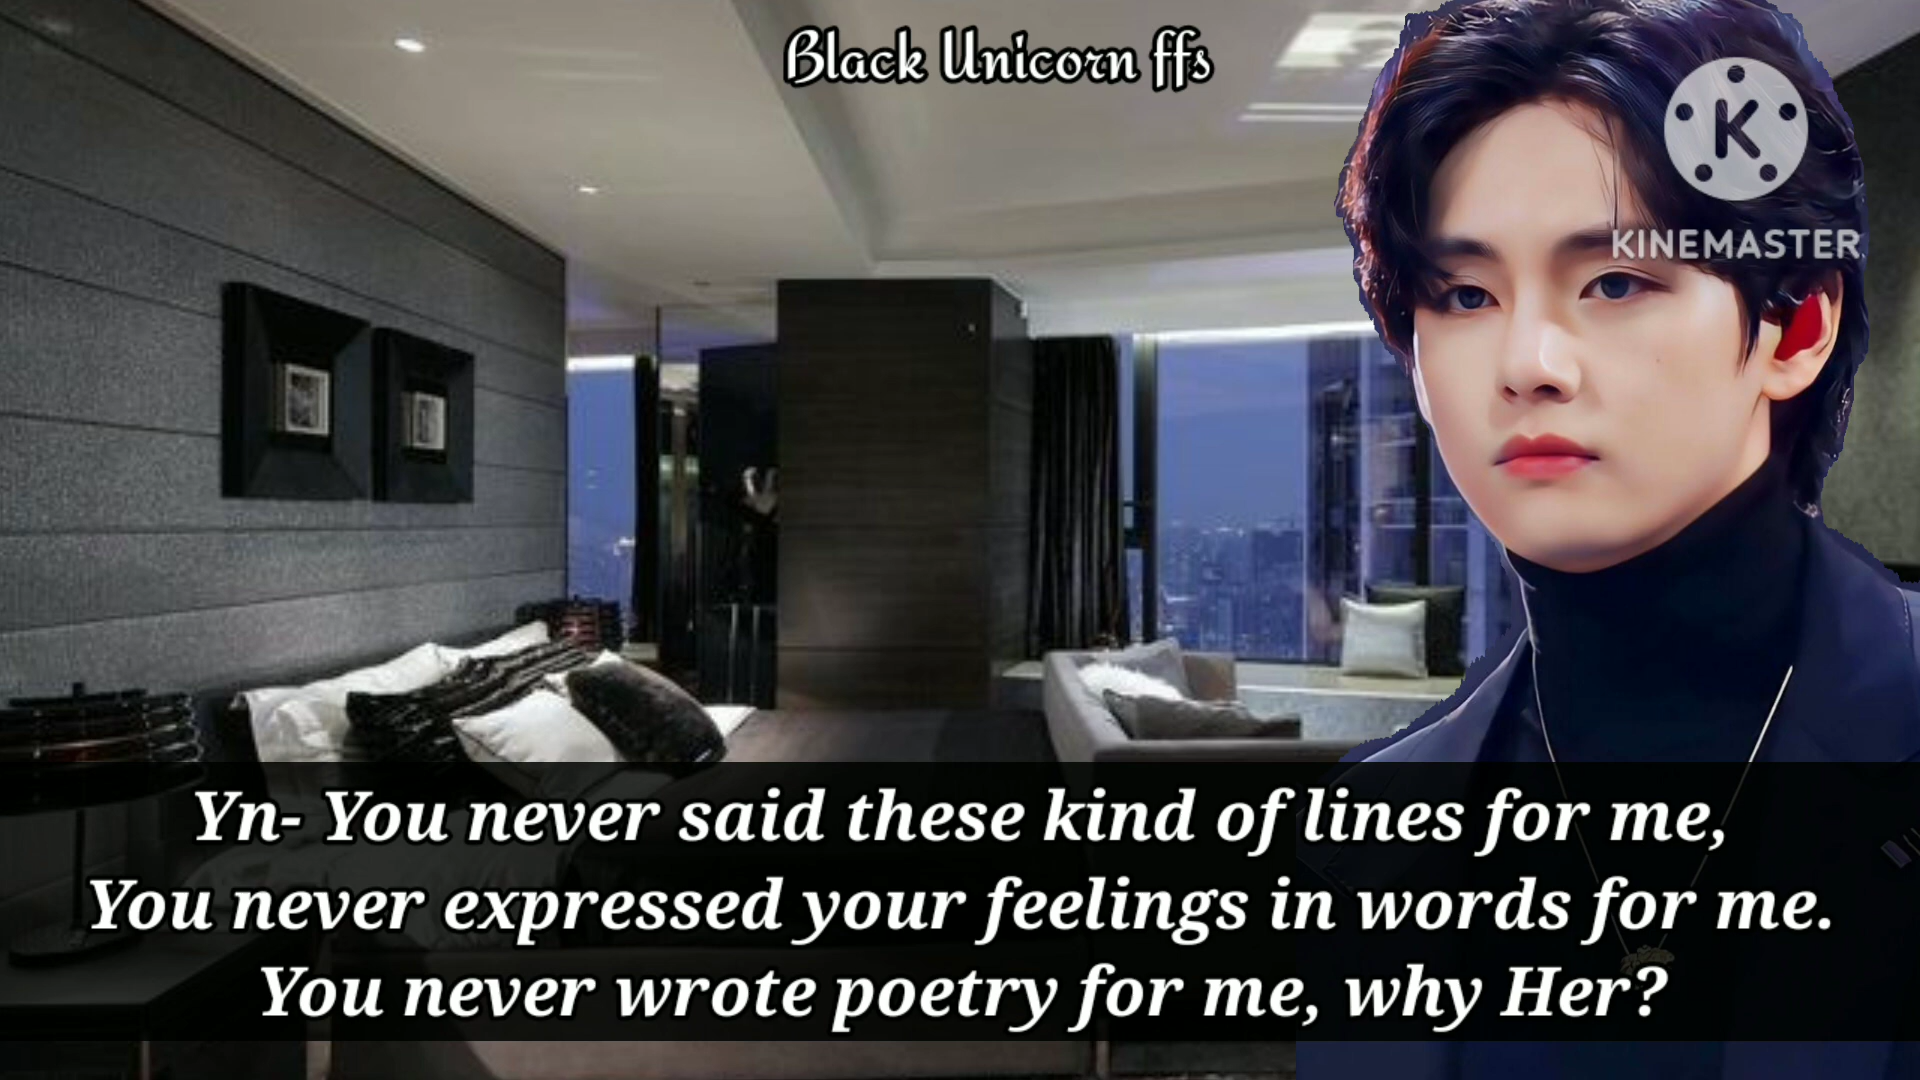 Black Unicorn ffs
K
KINEMASTER
Yn- You never said these kind of lines for me,
You never expressed your feelings in words for me.
You never wrote poetry for me, why Her?